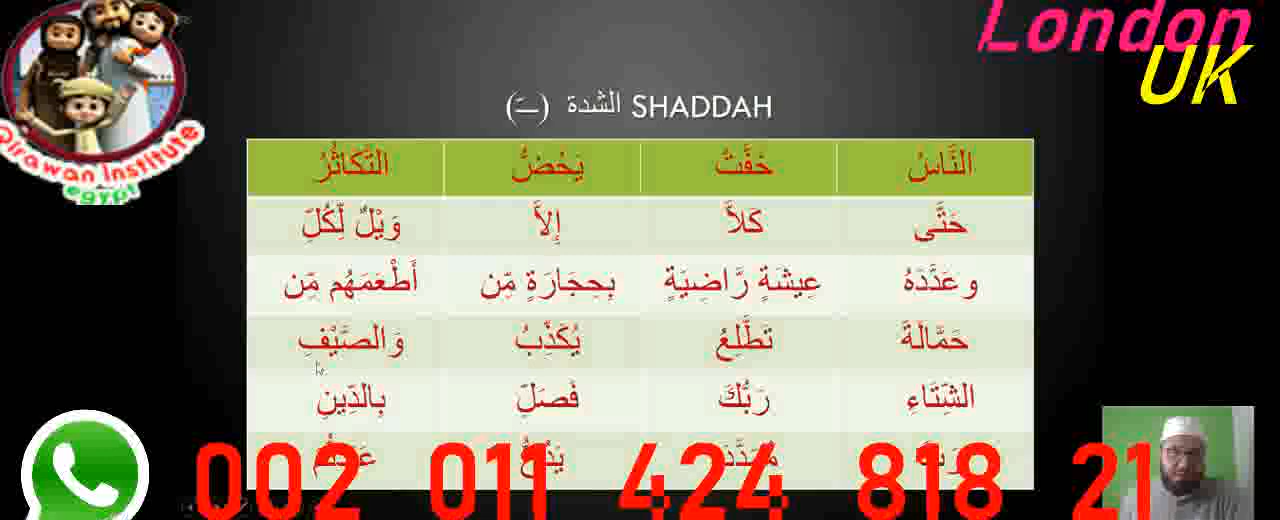 London
UK
Qirawan Institute
egypt
SHADDAH الشدة (ـّـ)
النَّاسُ خَفَّتْ يَحُضُّ التَّكَاثُرُ
حَتَّى كَلاَّ إِلاَّ وَيْلٌ لِّكُلِّ
وعَدَّدَهُ عِيشَةٍ رَّاضِيَةٍ بِحِجَارَةٍ مِّن أَطْعَمَهُم مِّن
حَمَّالَةَ تَطَّلِعُ يُكَذِّبُ وَالصَّيْفِ
الشِّتَاءِ رَبُّكَ فَصَلِّ بِالدِّينِ
002 011 424 818 21